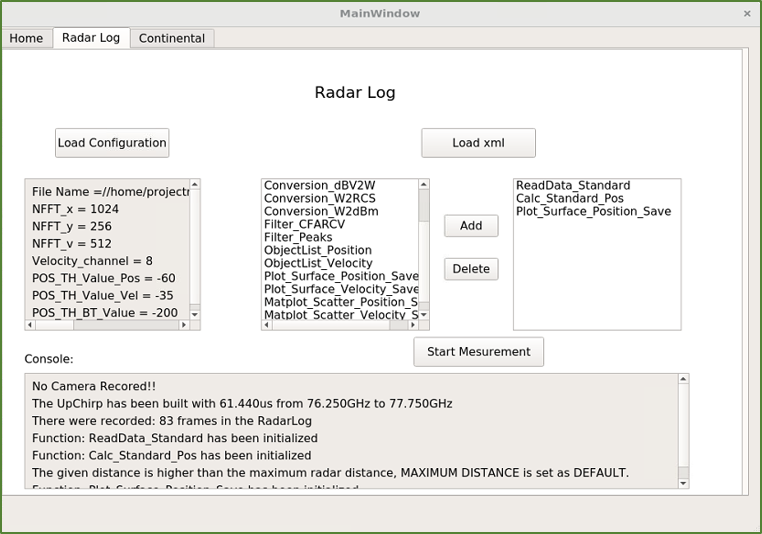 MainWindow
×
Home
Radar Log
Continental
Radar Log
Load Configuration
Load xml
File Name =//home/projectr
NFFT_x = 1024
NFFT_y = 256
NFFT_v = 512
Velocity_channel = 8
POS_TH_Value_Pos = -60
POS_TH_Value_Vel = -35
POS_TH_BT_Value = -200
Conversion_dBV2W
Conversion_W2RCS
Conversion_W2dBm
Filter_CFARCV
Filter_Peaks
ObjectList_Position
ObjectList_Velocity
Plot_Surface_Position_Save
Plot_Surface_Velocity_Save
Matplot_Scatter_Position_S
Matplot_Scatter_Velocity_S
Add
Delete
ReadData_Standard
Calc_Standard_Pos
Plot_Surface_Position_Save
Start Mesurement
Console:
No Camera Recored!!
The UpChirp has been built with 61.440us from 76.250GHz to 77.750GHz
There were recorded: 83 frames in the RadarLog
Function: ReadData_Standard has been initialized
Function: Calc_Standard_Pos has been initialized
The given distance is higher than the maximum radar distance, MAXIMUM DISTANCE is set as DEFAULT.
Function: Plot_Surface_Position_Save has been initialized